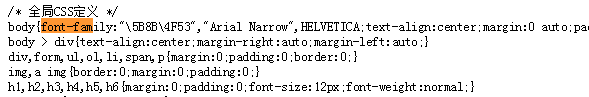 /* 全局CSS定义 */
body{font-family:"\5B8B\4F53","Arial Narrow",HELVETICA;text-align:center;margin:0 auto;pad
body > div{text-align:center;margin-right:auto;margin-left:auto;}
div,form,ul,ol,li,span,p{margin:0;padding:0;border:0;}
img,a img{border:0;margin:0;padding:0;}
h1,h2,h3,h4,h5,h6{margin:0;padding:0;font-size:12px;font-weight:normal;}